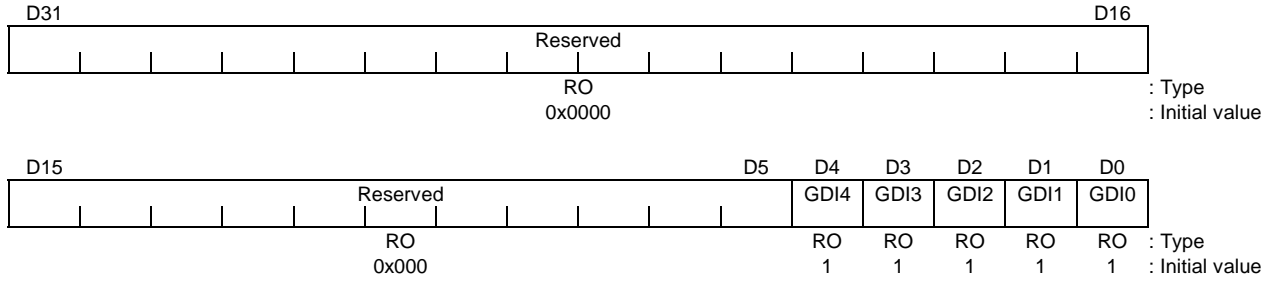 D31 D16
Reserved
RO : Type
0x0000 : Initial value
D15 D5 D4 D3 D2 D1 D0
Reserved GDI4 GDI3 GDI2 GDI1 GDI0
RO RO RO RO RO RO : Type
0x000 1 1 1 1 1 : Initial value